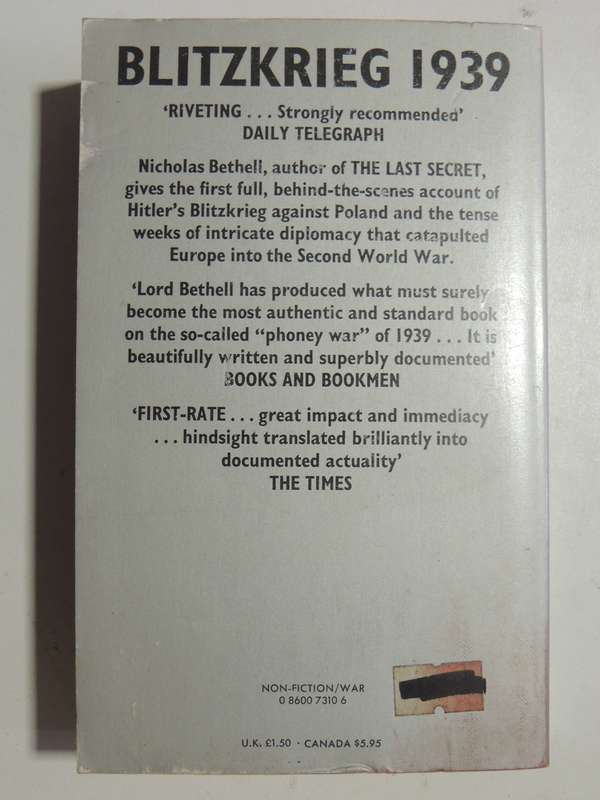 BLITZKRIEG 1939
‘RIVETING . . . Strongly recommended’
DAILY TELEGRAPH
Nicholas Bethell, author of THE LAST SECRET,
gives the first full, behind-the-scenes account of
Hitler’s Blitzkrieg against Poland and the tense
weeks of intricate diplomacy that catapulted
Europe into the Second World War.
‘Lord Bethell has produced what must surely
become the most authentic and standard book
on the so-called “phoney war” of 1939 . . . It is
beautifully written and superbly documented’
BOOKS AND BOOKMEN
‘FIRST-RATE . . . great impact and immediacy
. . . hindsight translated brilliantly into
documented actuality’
THE TIMES
NON-FICTION/WAR
0 8600 7310 6
U.K. £1.50 · CANADA $5.95